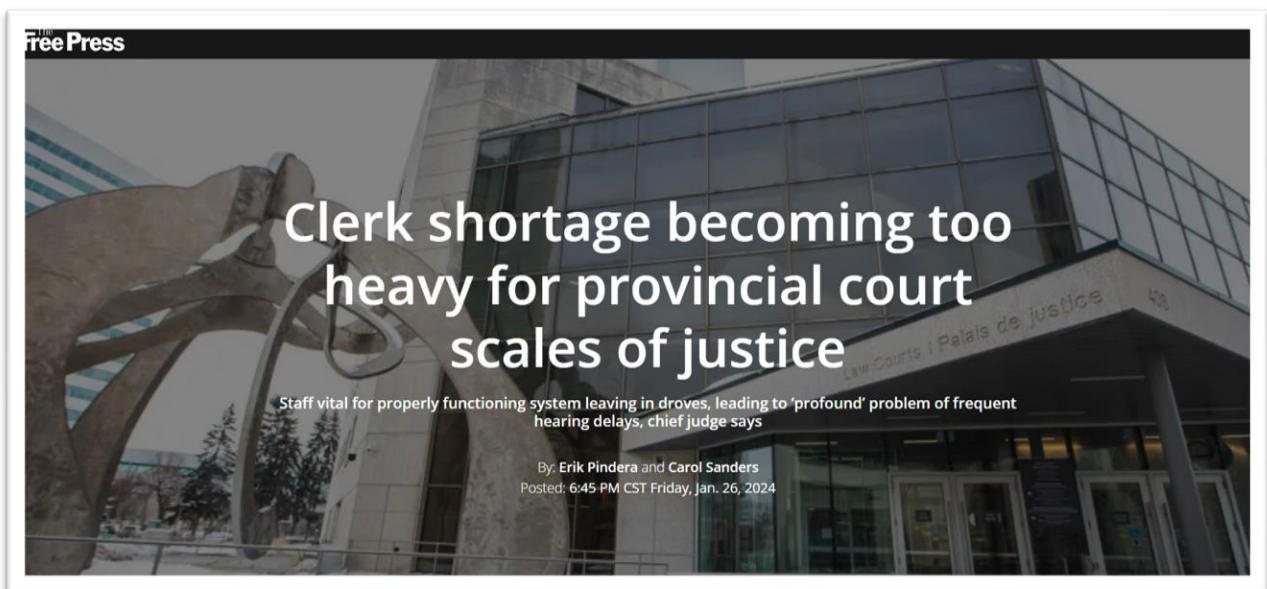 The
Free Press
Clerk shortage becoming too
heavy for provincial court
scales of justice
Law Courts | Palais de justice
408
Staff vital for properly functioning system leaving in droves, leading to ‘profound’ problem of frequent
hearing delays, chief judge says
By: Erik Pindera and Carol Sanders
Posted: 6:45 PM CST Friday, Jan. 26, 2024